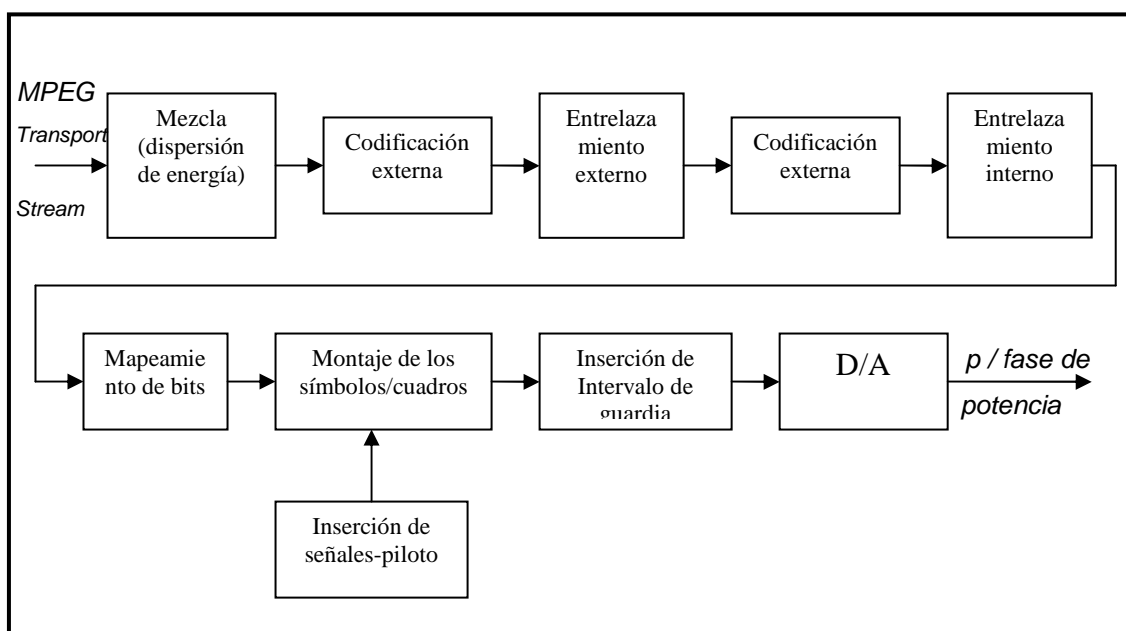 MPEG
Transport
Stream
Mezcla
(dispersión
de energía)
Codificación
externa
Entrelaza
miento
externo
Codificación
externa
Entrelaza
miento
interno
Mapeamie
nto de bits
Montaje de los
símbolos/cuadros
Inserción de
Intervalo de
guardia
D/A
p / fase de
potencia
Inserción de
señales-piloto